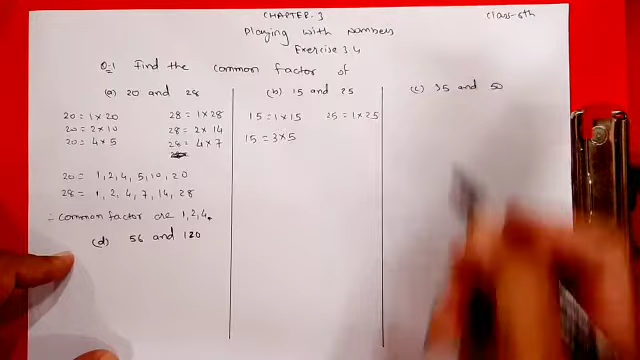 CHAPTER-3
Class-6th
Playing with Numbers
Exercise 3.4
Q.1 Find the common factor of
(a) 20 and 28
20 = 1×20
28 = 1×28
20 = 2×10
28 = 2×14
20 = 4×5
28 = 4×7
20 = 1,2,4,5,10,20
28 = 1,2,4,7,14,28
= common factor are 1,2,4.
(d) 56 and 120
(b) 15 and 25
15 = 1×15
25 = 1×25
15 = 3×5
(c) 35 and 50